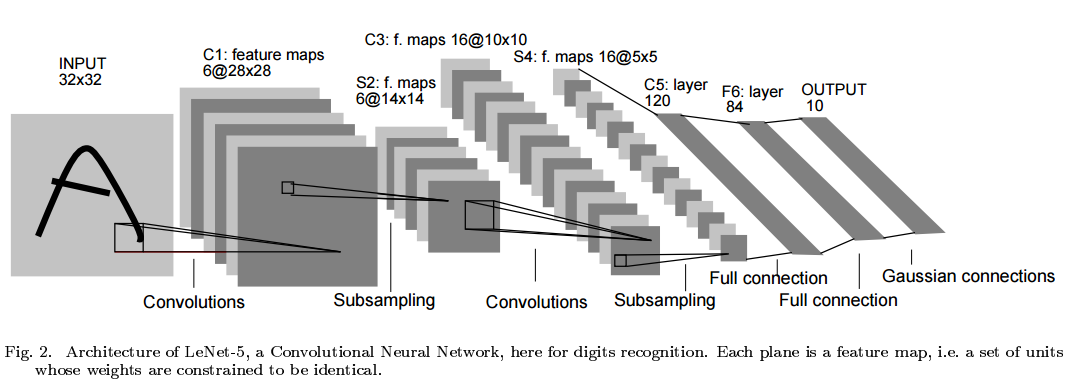 INPUT
32x32
C1: feature maps
6@28x28
C3: f. maps 16@10x10
S2: f. maps
6@14x14
S4: f. maps 16@5x5
C5: layer
120
F6: layer
84
OUTPUT
10
Convolutions
Subsampling
Convolutions
Subsampling
Full connection
Full connection
Gaussian connections
Fig. 2. Architecture of LeNet-5, a Convolutional Neural Network, here for digits recognition. Each plane is a feature map, i.e. a set of units
whose weights are constrained to be identical.